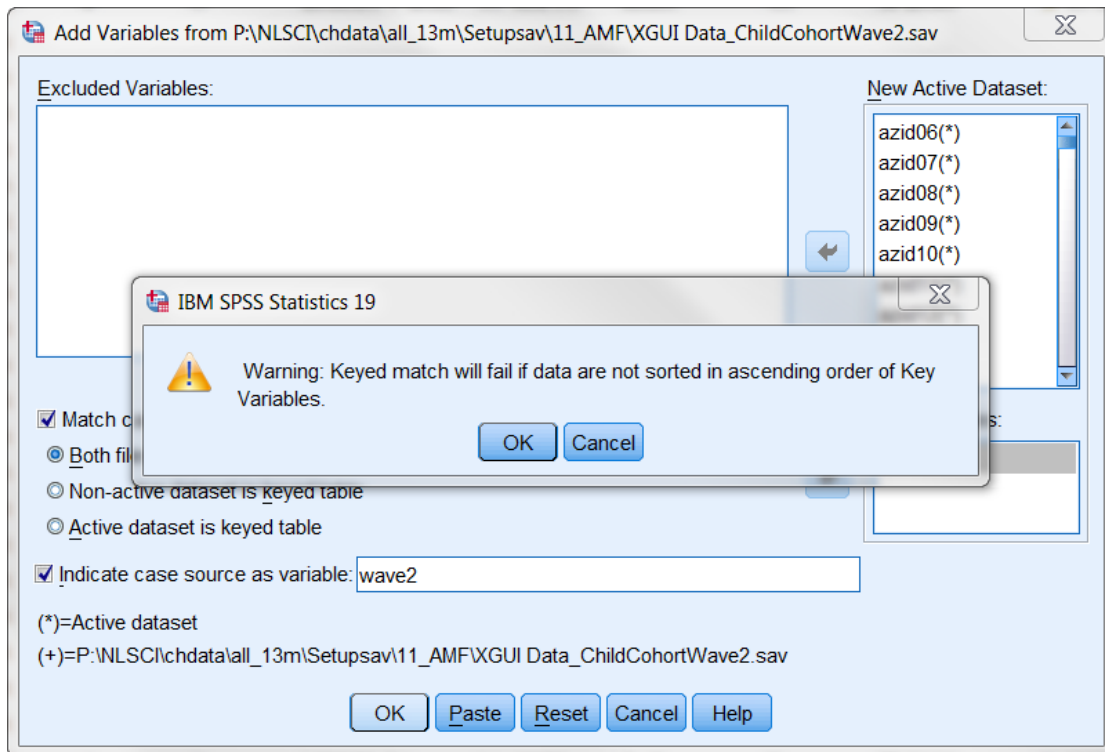 Add Variables from P:\NLSCI\chdata\all_13m\Setupsav\11_AMF\XGUI Data_ChildCohortWave2.sav
Excluded Variables:
New Active Dataset:
azid06(*)
azid07(*)
azid08(*)
azid09(*)
azid10(*)
IBM SPSS Statistics 19
Warning: Keyed match will fail if data are not sorted in ascending order of Key
Variables.
OK Cancel
Match c
s:
Both fil
Non-active dataset is keyed table
Active dataset is keyed table
Indicate case source as variable: wave2
(*)=Active dataset
(+)=P:\NLSCI\chdata\all_13m\Setupsav\11_AMF\XGUI Data_ChildCohortWave2.sav
OK Paste Reset Cancel Help